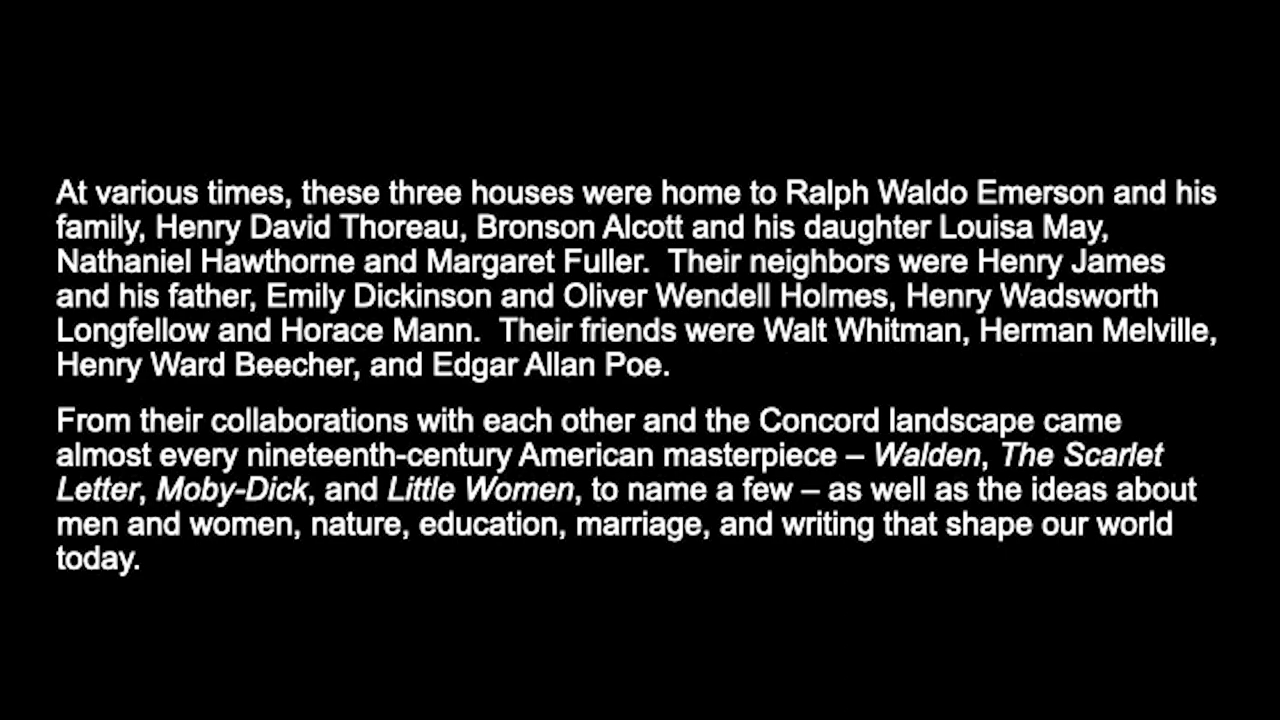 At various times, these three houses were home to Ralph Waldo Emerson and his
family, Henry David Thoreau, Bronson Alcott and his daughter Louisa May,
Nathaniel Hawthorne and Margaret Fuller.  Their neighbors were Henry James
and his father, Emily Dickinson and Oliver Wendell Holmes, Henry Wadsworth
Longfellow and Horace Mann.  Their friends were Walt Whitman, Herman Melville,
Henry Ward Beecher, and Edgar Allan Poe.
From their collaborations with each other and the Concord landscape came
almost every nineteenth-century American masterpiece – Walden, The Scarlet
Letter, Moby-Dick, and Little Women, to name a few – as well as the ideas about
men and women, nature, education, marriage, and writing that shape our world
today.